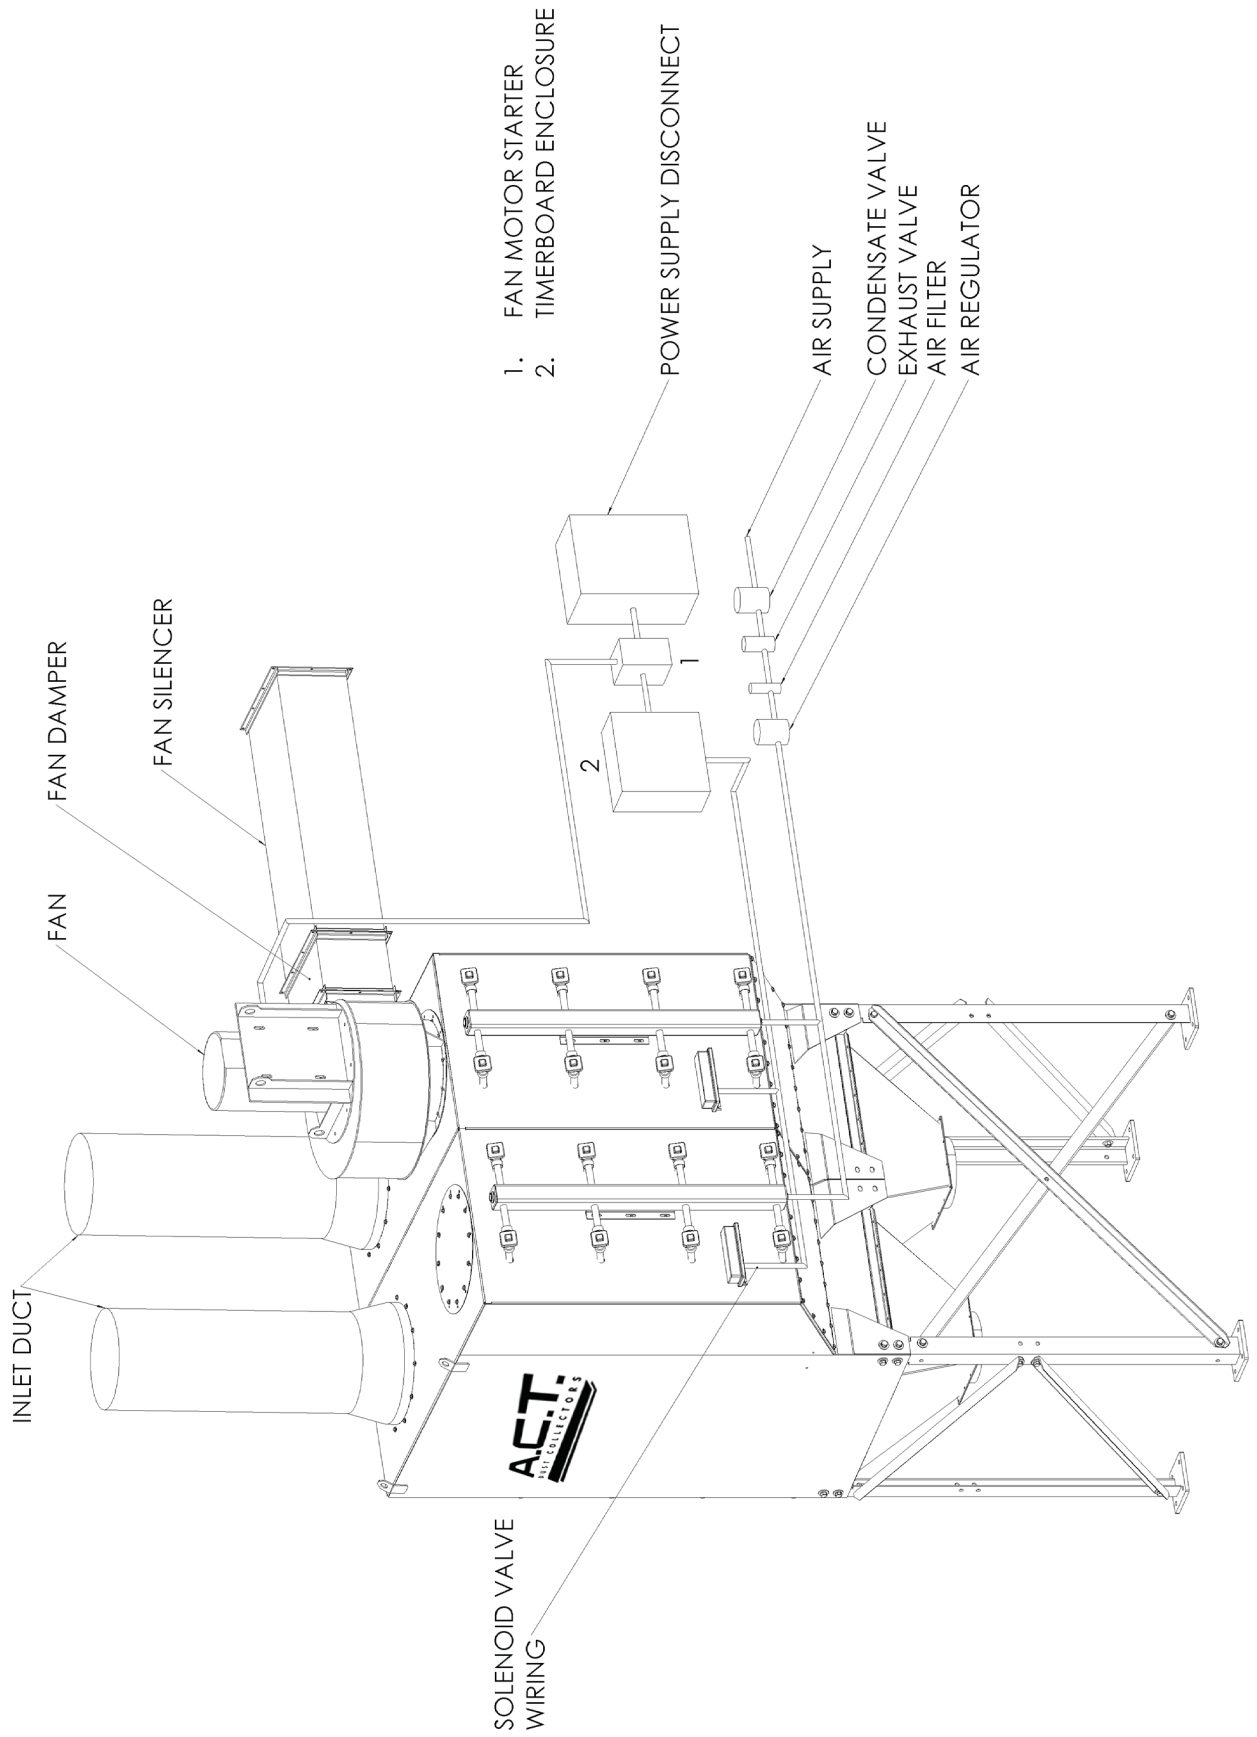 INLET DUCT
FAN
FAN DAMPER
FAN SILENCER
1. FAN MOTOR STARTER
2. TIMERBOARD ENCLOSURE
POWER SUPPLY DISCONNECT
2
1
AIR SUPPLY
CONDENSATE VALVE
EXHAUST VALVE
AIR FILTER
AIR REGULATOR
A.C.T.
DUST COLLECTORS
SOLENOID VALVE
WIRING